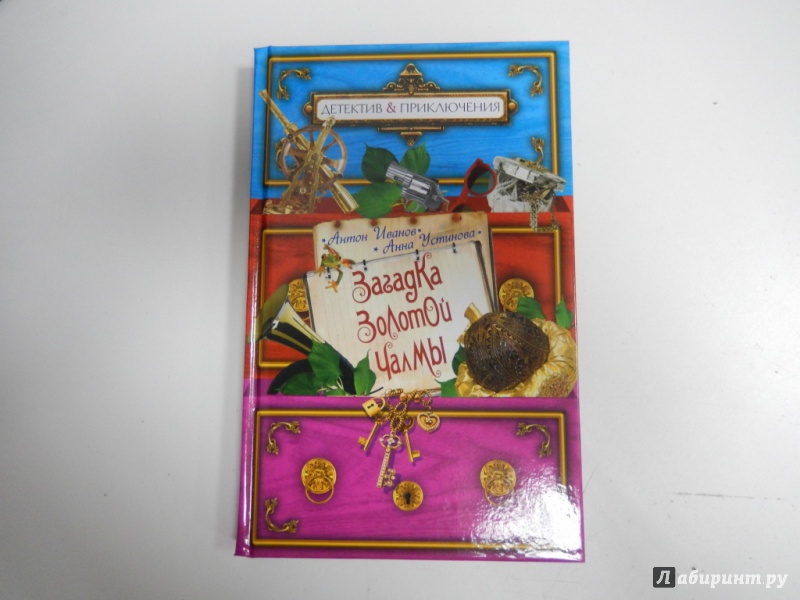 ДЕТЕКТИВ & ПРИКЛЮЧЕНИЯ
• Антон Иванов •
• Анна Устинова •
Загадка
Золотой
Чалмы
Лабиринт.ру